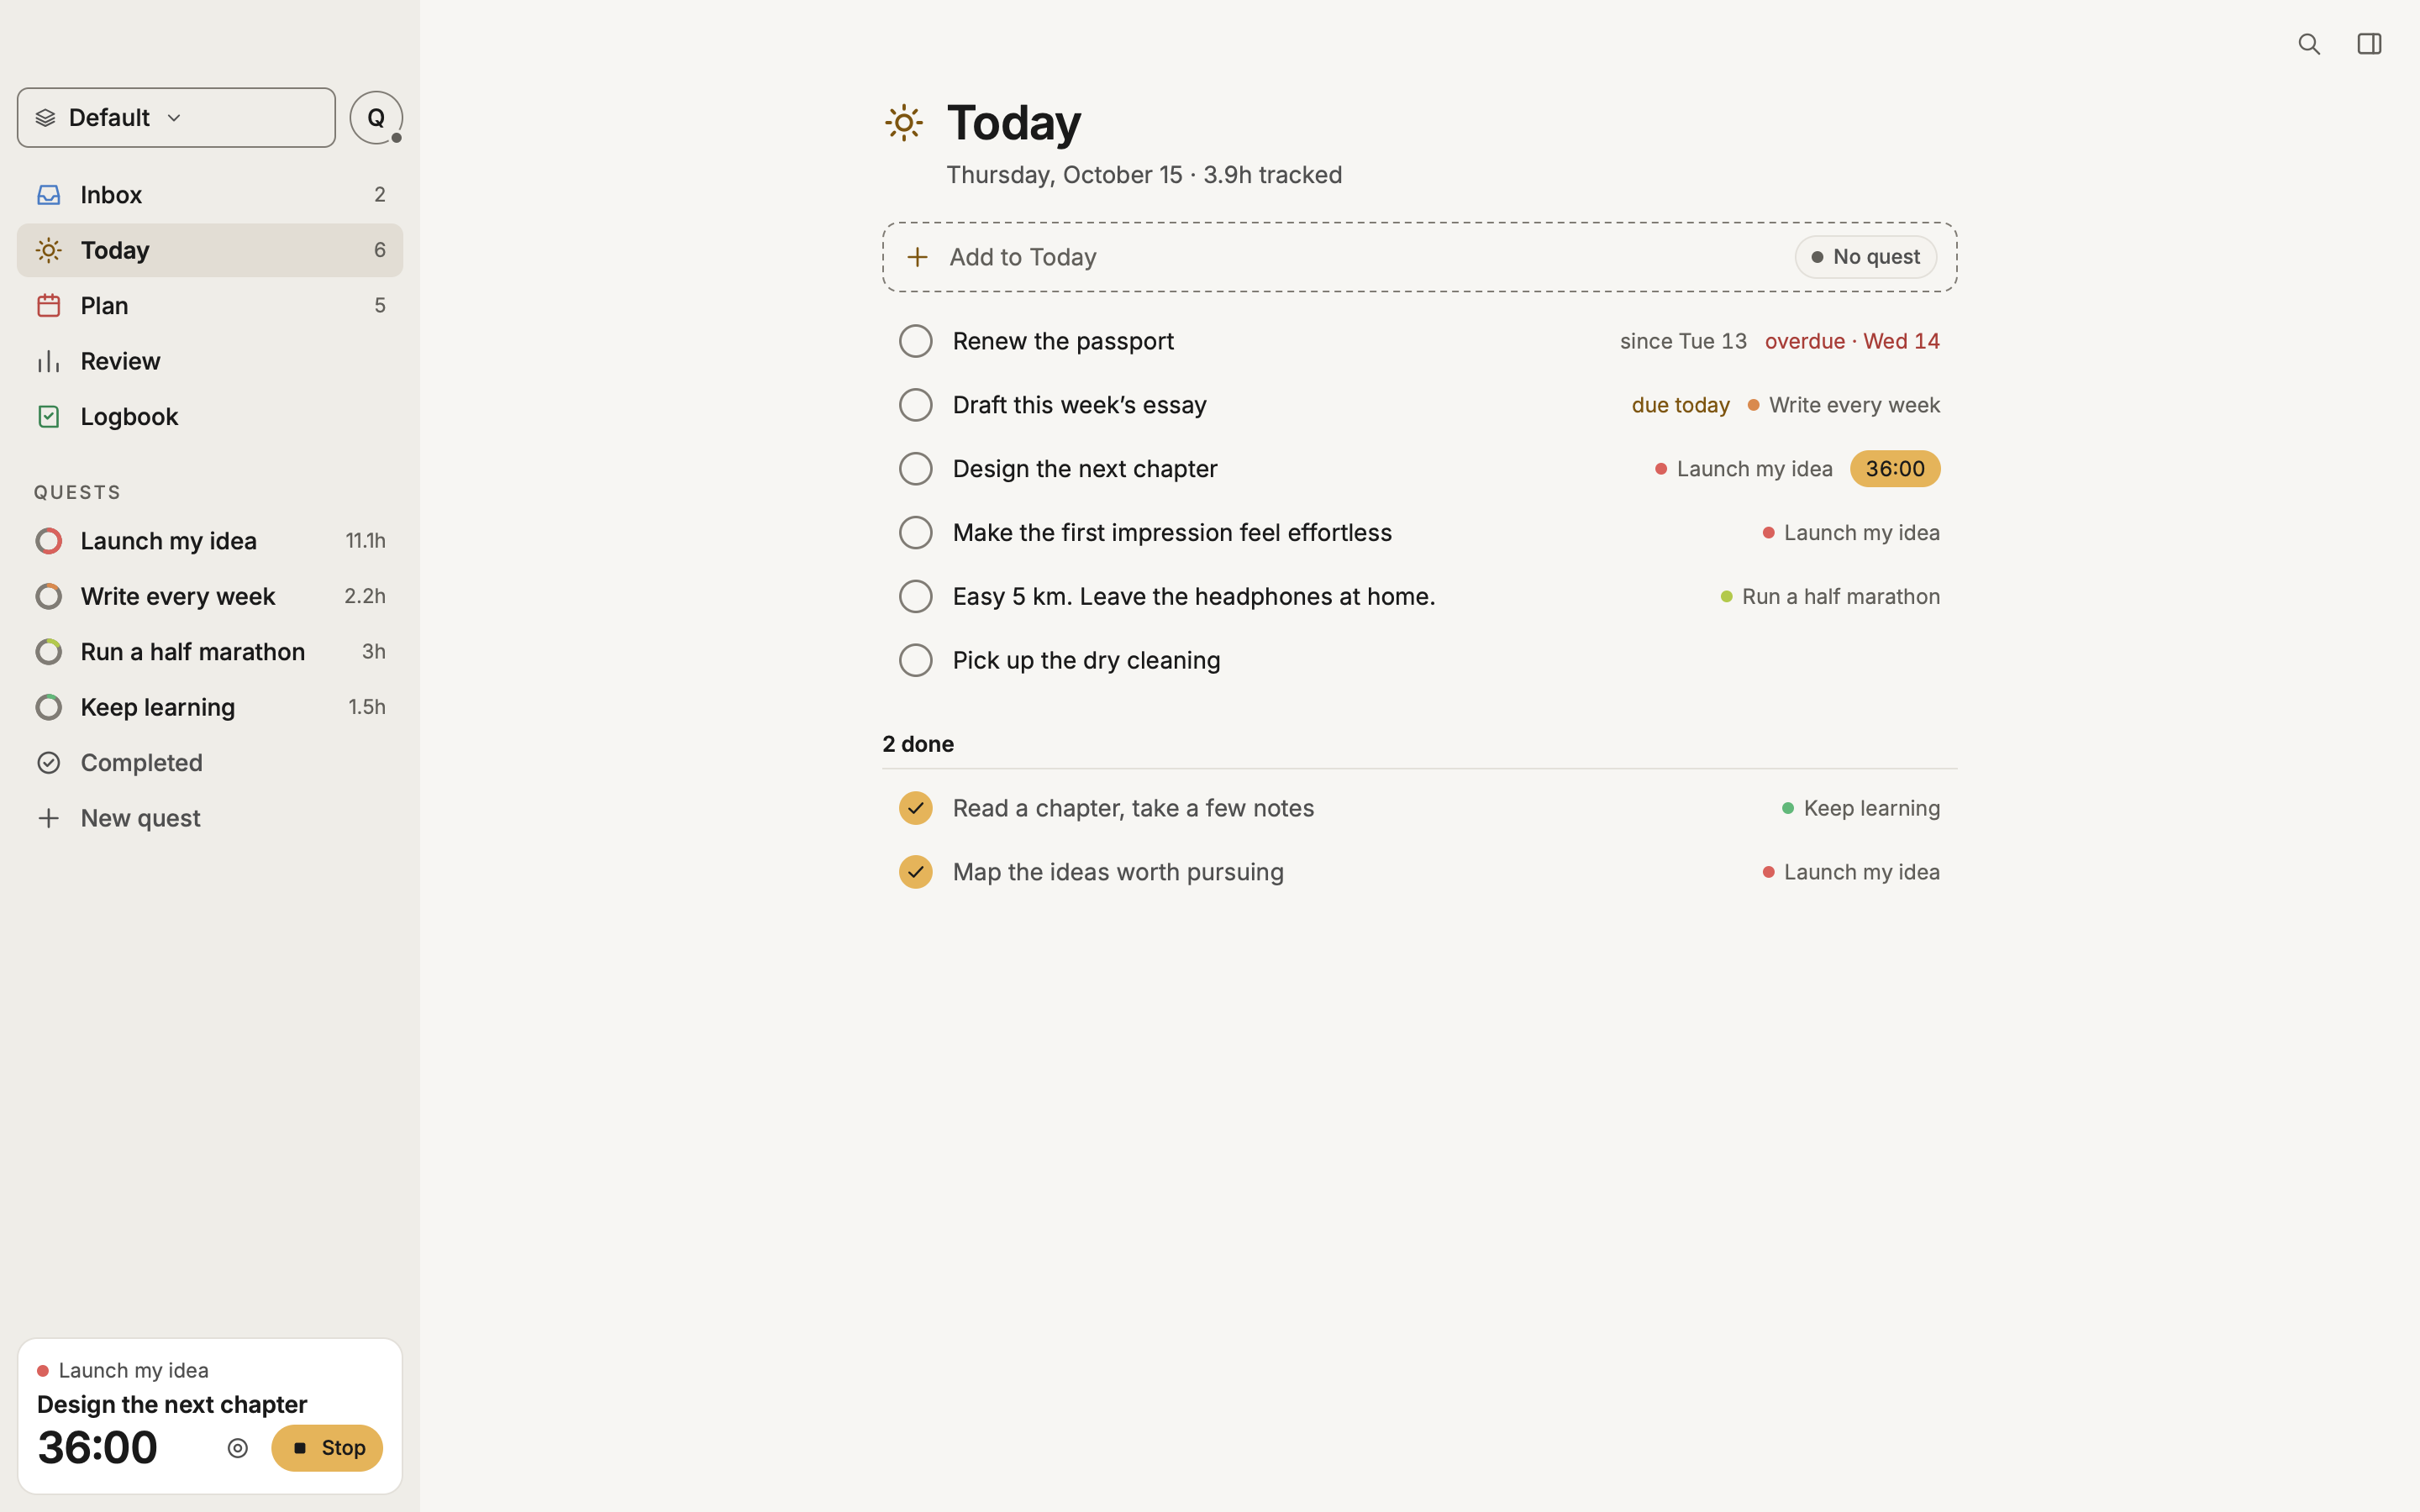 Default
Q
Inbox 2
Today 6
Plan 5
Review
Logbook
QUESTS
Launch my idea 11.1h
Write every week 2.2h
Run a half marathon 3h
Keep learning 1.5h
Completed
New quest
Launch my idea
Design the next chapter
36:00 Stop
Today
Thursday, October 15 · 3.9h tracked
Add to Today No quest
Renew the passport since Tue 13 overdue · Wed 14
Draft this week’s essay due today Write every week
Design the next chapter Launch my idea 36:00
Make the first impression feel effortless Launch my idea
Easy 5 km. Leave the headphones at home. Run a half marathon
Pick up the dry cleaning
2 done
Read a chapter, take a few notes Keep learning
Map the ideas worth pursuing Launch my idea